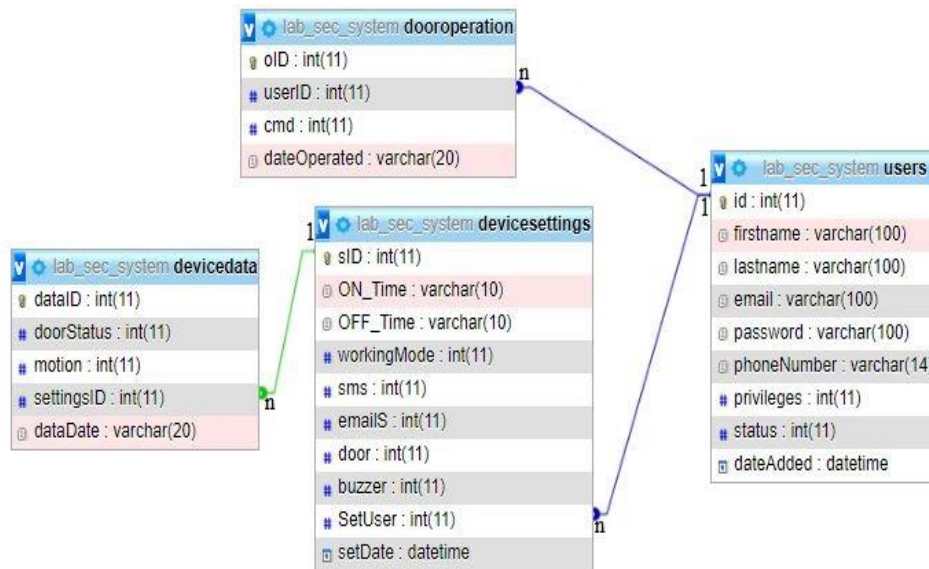 lab_sec_system dooroperation
oID : int(11)
userID : int(11)
cmd : int(11)
dateOperated : varchar(20)
n
1
1
lab_sec_system users
id : int(11)
firstname : varchar(100)
lastname : varchar(100)
email : varchar(100)
password : varchar(100)
phoneNumber : varchar(14)
privileges : int(11)
status : int(11)
dateAdded : datetime
1
lab_sec_system devicesettings
sID : int(11)
ON_Time : varchar(10)
OFF_Time : varchar(10)
workingMode : int(11)
sms : int(11)
emailS : int(11)
door : int(11)
buzzer : int(11)
SetUser : int(11)
setDate : datetime
n
lab_sec_system devicedata
dataID : int(11)
doorStatus : int(11)
motion : int(11)
settingsID : int(11)
dataDate : varchar(20)
n